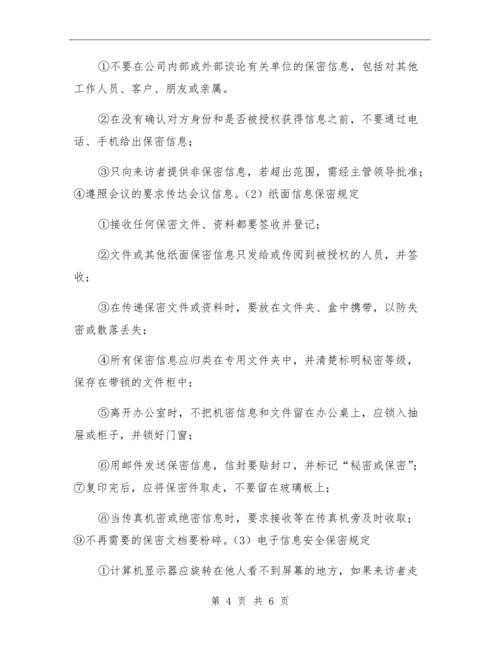 ①不要在公司内部或外部谈论有关单位的保密信息，包括对其他
工作人员、客户、朋友或亲属。
②在没有确认对方身份和是否被授权获得信息之前，不要通过电
话、手机给出保密信息；
③只向来访者提供非保密信息，若超出范围，需经主管领导批准；
④遵照会议的要求传达会议信息。（2）纸面信息保密规定
①接收任何保密文件、资料都要签收并登记；
②文件或其他纸面保密信息只发给或传阅到被授权的人员，并签
收；
③在传递保密文件或资料时，要放在文件夹、盒中携带，以防失
密或散落丢失；
④所有保密信息应归类在专用文件夹中，并清楚标明秘密等级，
保存在带锁的文件柜中；
⑤离开办公室时，不把机密信息和文件留在办公桌上，应锁入抽
屉或柜子，并锁好门窗；
⑥用邮件发送保密信息，信封要贴封口，并标记“秘密或保密”；
⑦复印完后，应将保密件取走，不要留在玻璃板上；
⑧当传真机密或绝密信息时，要求接收等在传真机旁及时收取；
⑨不再需要的保密文档要粉碎。（3）电子信息安全保密规定
①计算机显示器应旋转在他人看不到屏幕的地方，如果来访者走
第 4 页 共 6 页